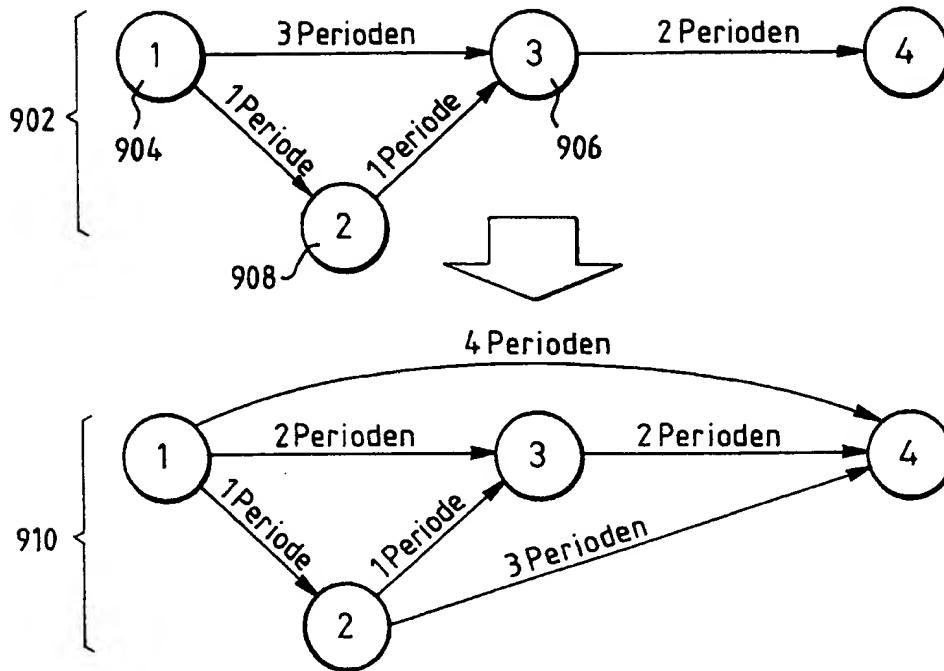 1
3 Perioden
3
2 Perioden
4
902
904
1 Periode
1 Periode
906
2
908
4 Perioden
1
2 Perioden
3
2 Perioden
4
910
1 Periode
1 Periode
3 Perioden
2